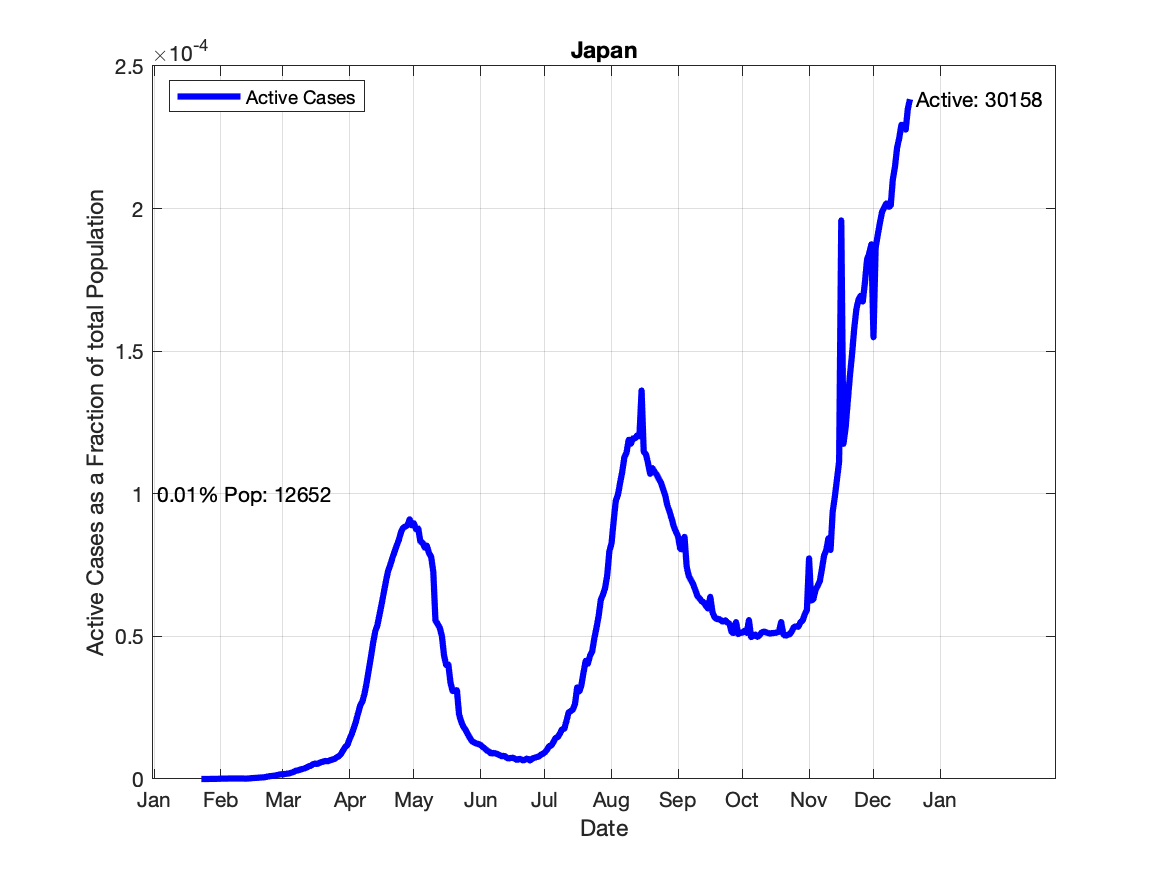 Japan
×10⁻⁴
2.5
2
1.5
1
0.5
0
Active Cases
Active: 30158
0.01% Pop: 12652
Active Cases as a Fraction of total Population
Jan Feb Mar Apr May Jun Jul Aug Sep Oct Nov Dec Jan
Date